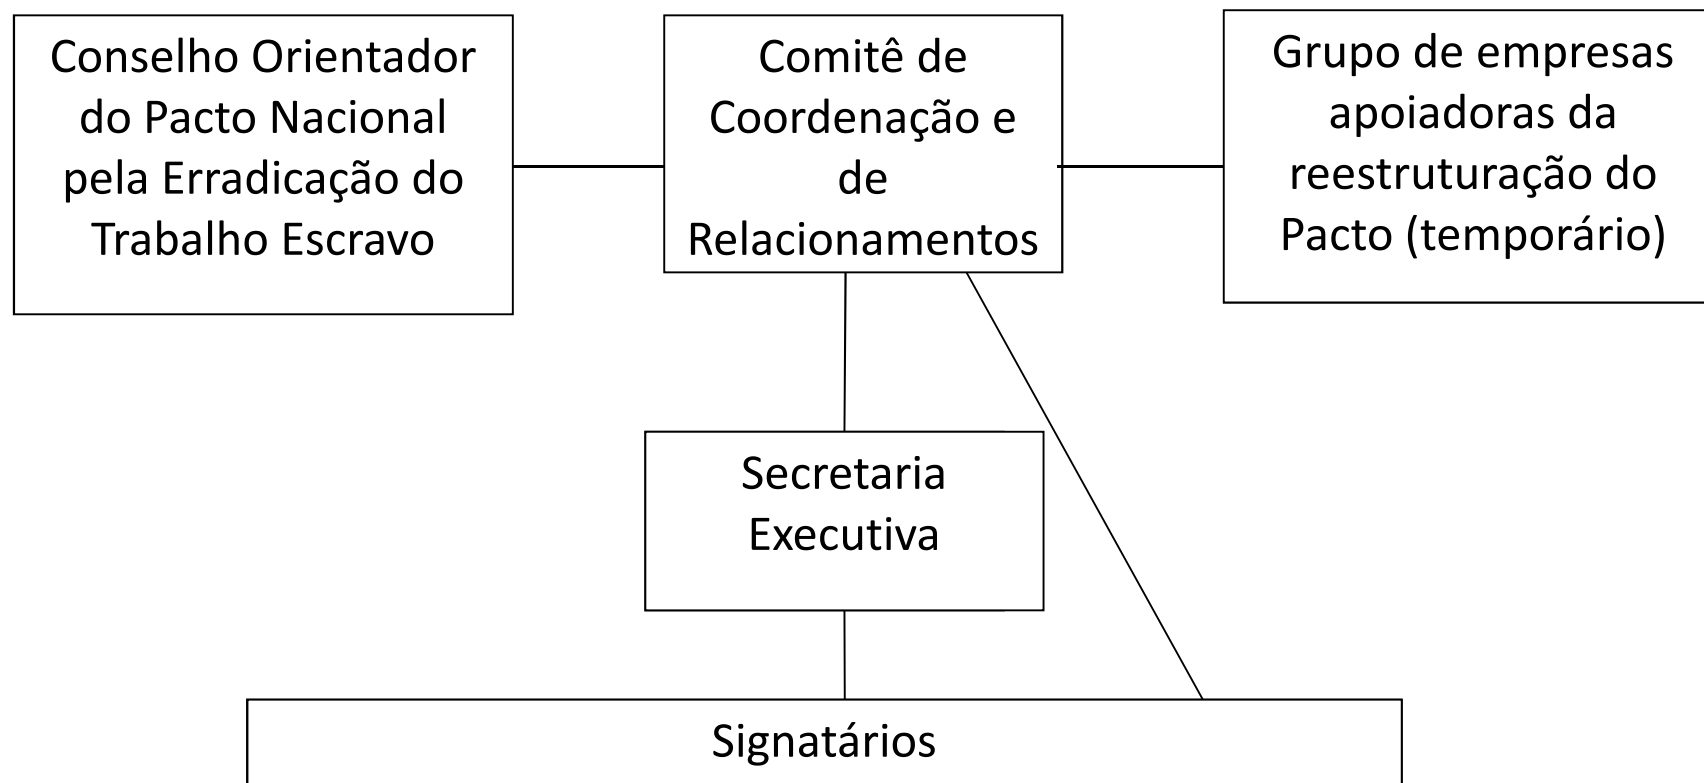 Conselho Orientador
do Pacto Nacional
pela Erradicação do
Trabalho Escravo
Comitê de
Coordenação e
de
Relacionamentos
Grupo de empresas
apoiadoras da
reestruturação do
Pacto (temporário)
Secretaria
Executiva
Signatários